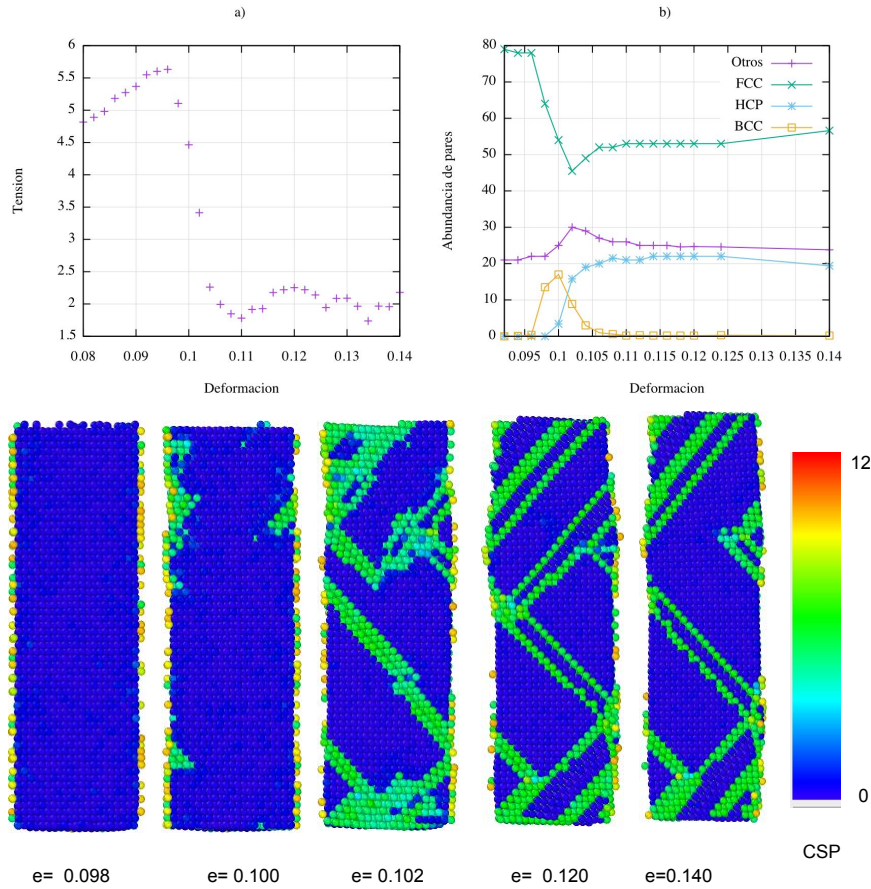 a)
6
5.5
5
4.5
4
3.5
3
2.5
2
1.5
Tension
0.08 0.09 0.1 0.11 0.12 0.13 0.14
Deformacion
b)
80
70
60
50
40
30
20
10
0
Abundancia de pares
Otros
FCC
HCP
BCC
0.095 0.1 0.105 0.11 0.115 0.12 0.125 0.13 0.135 0.14
Deformacion
12
0
CSP
e= 0.098 e= 0.100 e= 0.102 e= 0.120 e=0.140